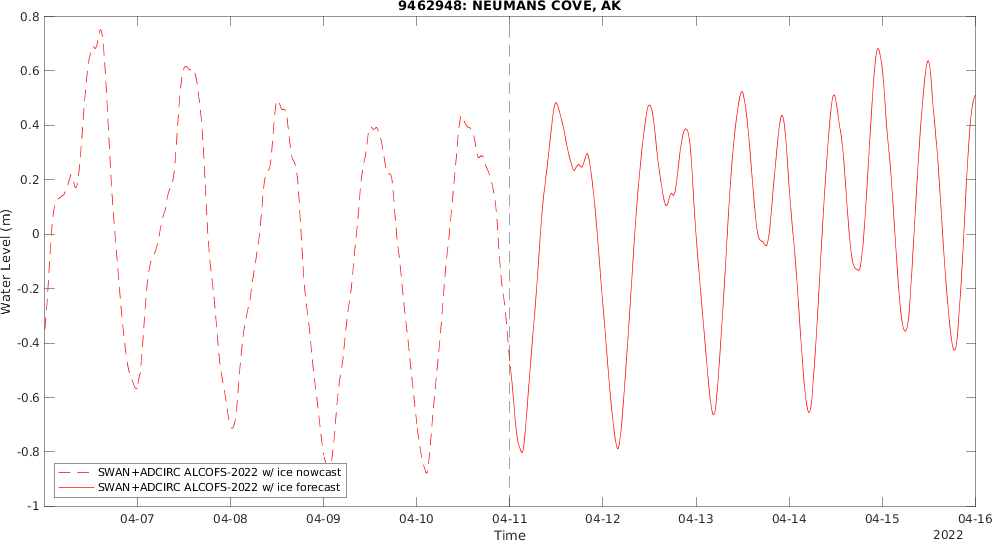 9462948: NEUMANS COVE, AK
0.8
0.6
0.4
0.2
0
-0.2
-0.4
-0.6
-0.8
-1
Water Level (m)
SWAN+ADCIRC ALCOFS-2022 w/ ice nowcast
SWAN+ADCIRC ALCOFS-2022 w/ ice forecast
04-07 04-08 04-09 04-10 04-11 04-12 04-13 04-14 04-15 04-16
Time
2022